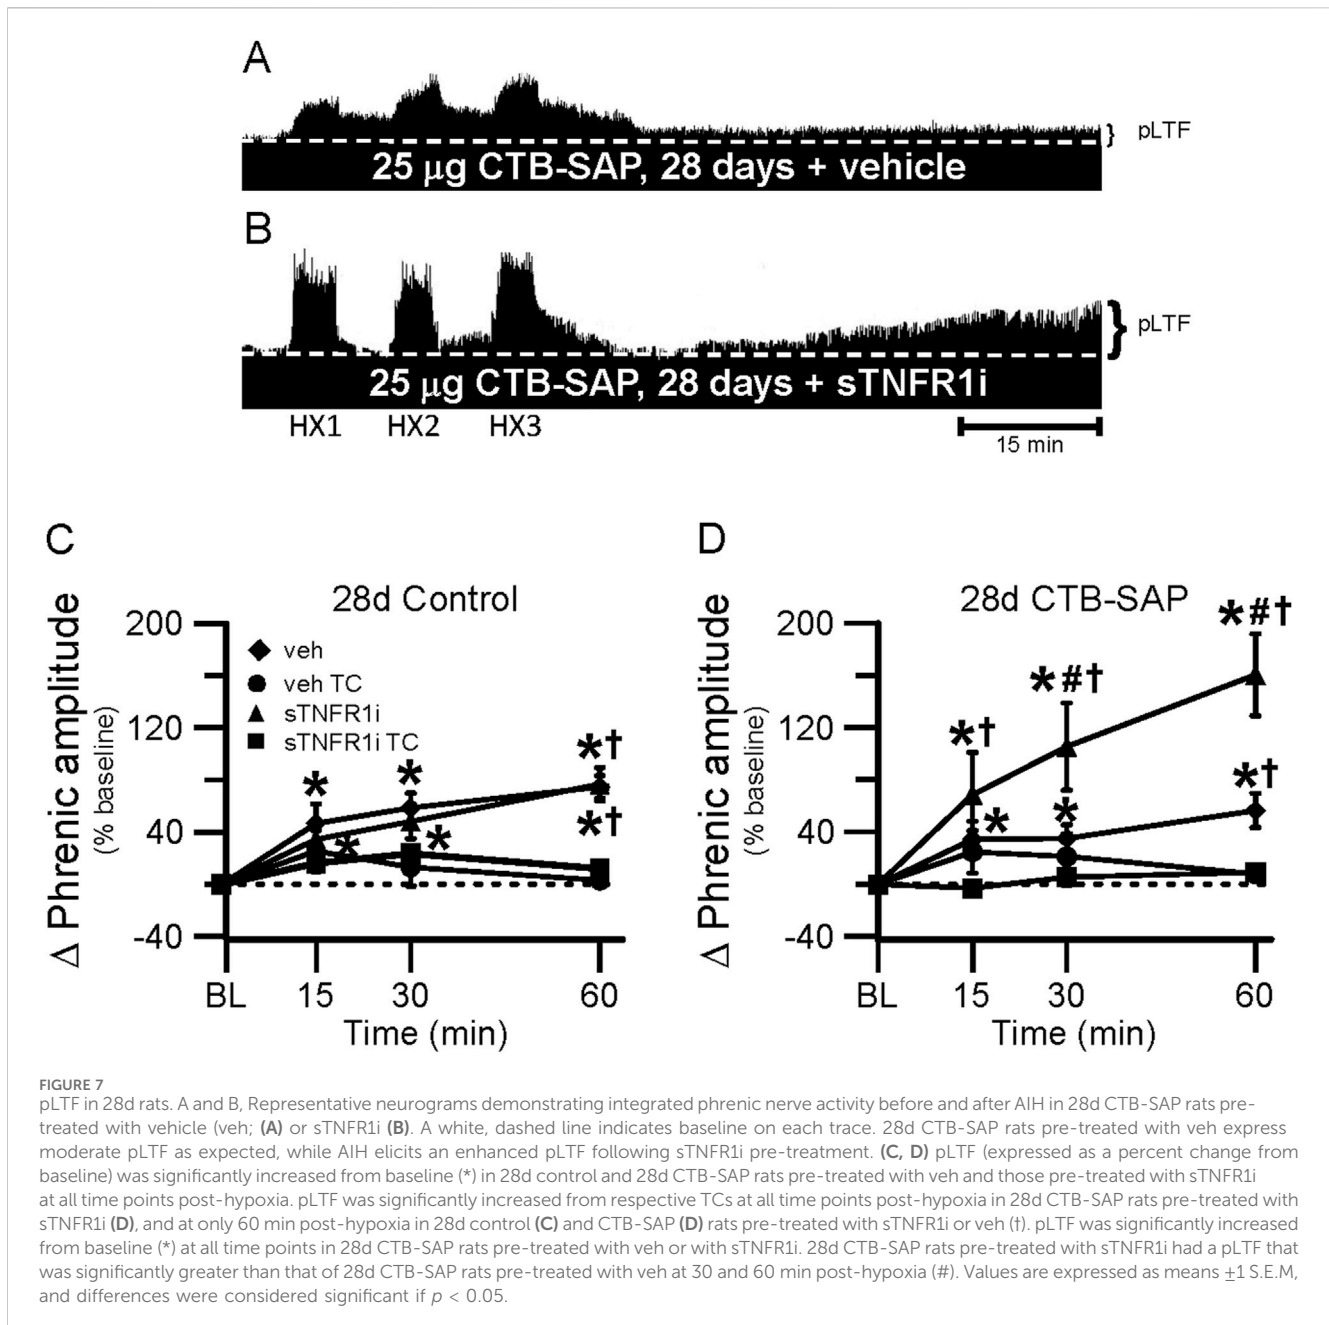 A
pLTF
25 μg CTB-SAP, 28 days + vehicle
B
pLTF
25 μg CTB-SAP, 28 days + sTNFR1i
HX1 HX2 HX3
15 min
C
28d Control
Δ Phrenic amplitude
(% baseline)
200
120
40
-40
veh
veh TC
sTNFR1i
sTNFR1i TC
* * *†
* * *†
BL 15 30 60
Time (min)
D
28d CTB-SAP
Δ Phrenic amplitude
(% baseline)
200
120
40
-40
*† *#† *#†
* * *†
BL 15 30 60
Time (min)
FIGURE 7
pLTF in 28d rats. A and B, Representative neurograms demonstrating integrated phrenic nerve activity before and after AIH in 28d CTB-SAP rats pre-
treated with vehicle (veh; (A) or sTNFR1i (B). A white, dashed line indicates baseline on each trace. 28d CTB-SAP rats pre-treated with veh express
moderate pLTF as expected, while AIH elicits an enhanced pLTF following sTNFR1i pre-treatment. (C, D) pLTF (expressed as a percent change from
baseline) was significantly increased from baseline (*) in 28d control and 28d CTB-SAP rats pre-treated with veh and those pre-treated with sTNFR1i
at all time points post-hypoxia. pLTF was significantly increased from respective TCs at all time points post-hypoxia in 28d CTB-SAP rats pre-treated with
sTNFR1i (D), and at only 60 min post-hypoxia in 28d control (C) and CTB-SAP (D) rats pre-treated with sTNFR1i or veh (†). pLTF was significantly increased
from baseline (*) at all time points in 28d CTB-SAP rats pre-treated with veh or with sTNFR1i. 28d CTB-SAP rats pre-treated with sTNFR1i had a pLTF that
was significantly greater than that of 28d CTB-SAP rats pre-treated with veh at 30 and 60 min post-hypoxia (#). Values are expressed as means ±1 S.E.M,
and differences were considered significant if p < 0.05.